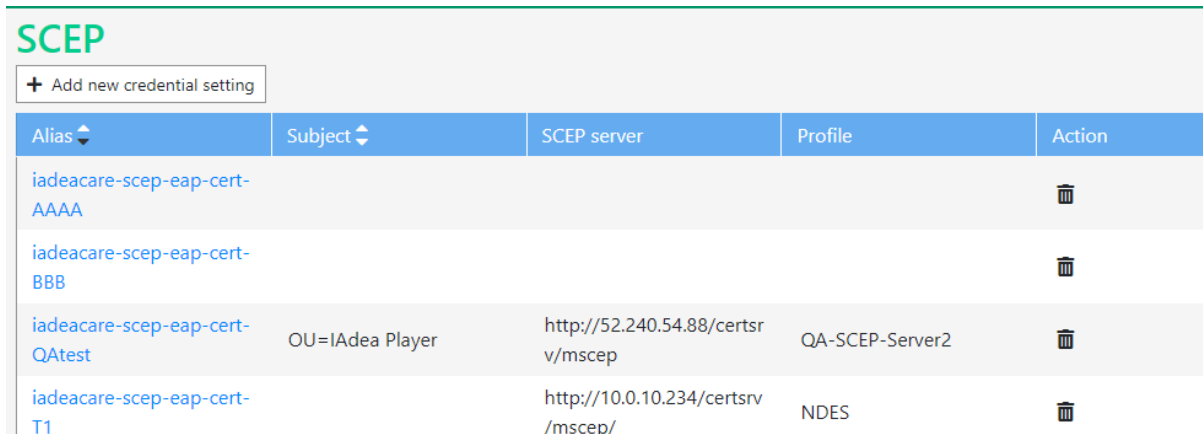 SCEP
+ Add new credential setting
Alias Subject SCEP server Profile Action
iadeacare-scep-eap-cert-
AAAA
iadeacare-scep-eap-cert-
BBB
iadeacare-scep-eap-cert-
QAtest
OU=IAdea Player
http://52.240.54.88/certsr
v/mscep
QA-SCEP-Server2
iadeacare-scep-eap-cert-
T1
http://10.0.10.234/certsrv
/mscep/
NDES